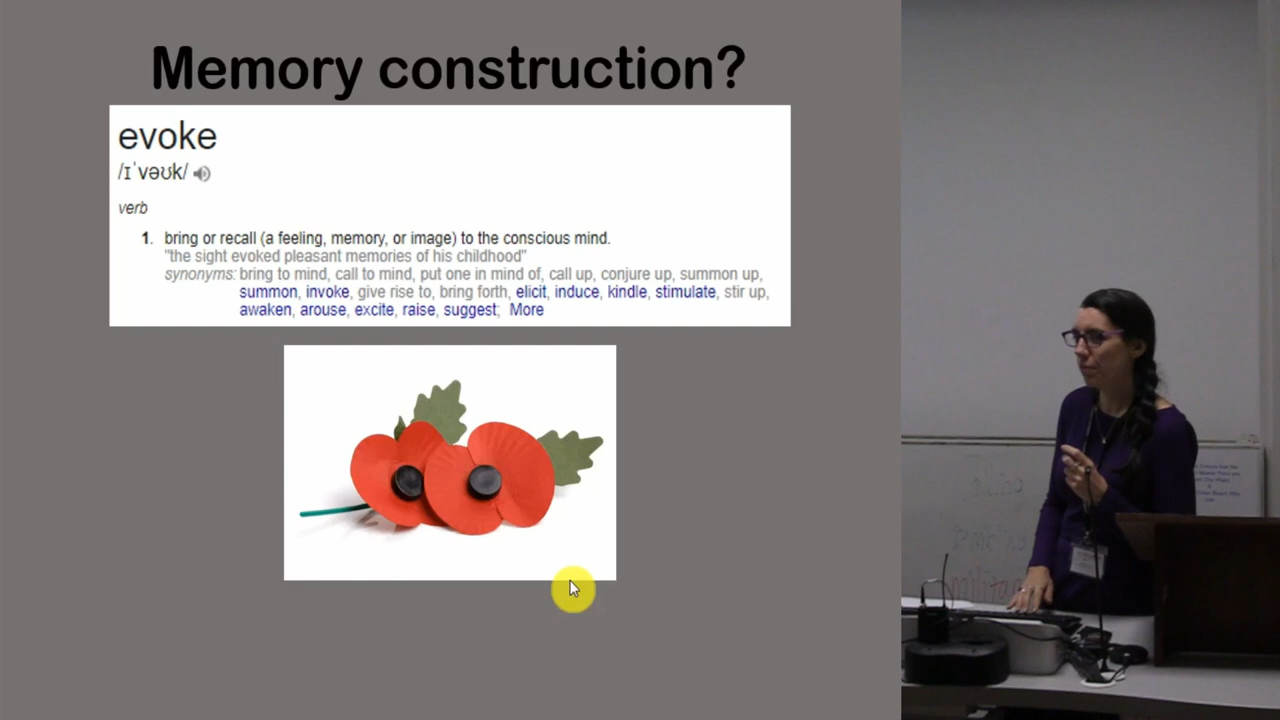 Memory construction?
evoke
/ɪˈvəʊk/
verb
1. bring or recall (a feeling, memory, or image) to the conscious mind.
"the sight evoked pleasant memories of his childhood"
synonyms: bring to mind, call to mind, put one in mind of, call up, conjure up, summon up,
summon, invoke, give rise to, bring forth, elicit, induce, kindle, stimulate, stir up,
awaken, arouse, excite, raise, suggest; More